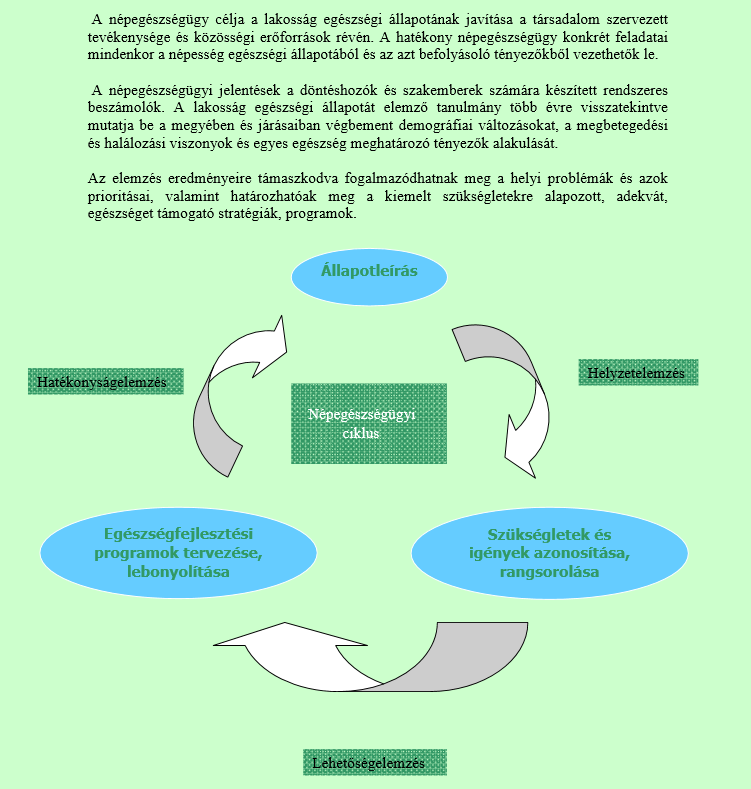 A népegészségügy célja a lakosság egészségi állapotának javítása a társadalom szervezett
tevékenysége és közösségi erőforrások révén. A hatékony népegészségügy konkrét feladatai
mindenkor a népesség egészségi állapotából és az azt befolyásoló tényezőkből vezethetők le.
A népegészségügyi jelentések a döntéshozók és szakemberek számára készített rendszeres
beszámolók. A lakosság egészségi állapotát elemző tanulmány több évre visszatekintve
mutatja be a megyében és járásaiban végbement demográfiai változásokat, a megbetegedési
és halálozási viszonyok és egyes egészség meghatározó tényezők alakulását.
Az elemzés eredményeire támaszkodva fogalmazódhatnak meg a helyi problémák és azok
prioritásai, valamint határozhatóak meg a kiemelt szükségletekre alapozott, adekvát,
egészséget támogató stratégiák, programok.
Állapotleírás
Hatékonyságelemzés
Helyzetelemzés
Népegészségügyi
ciklus
Egészségfejlesztési
programok tervezése,
lebonyolítása
Szükségletek és
igények azonosítása,
rangsorolása
Lehetőségelemzés